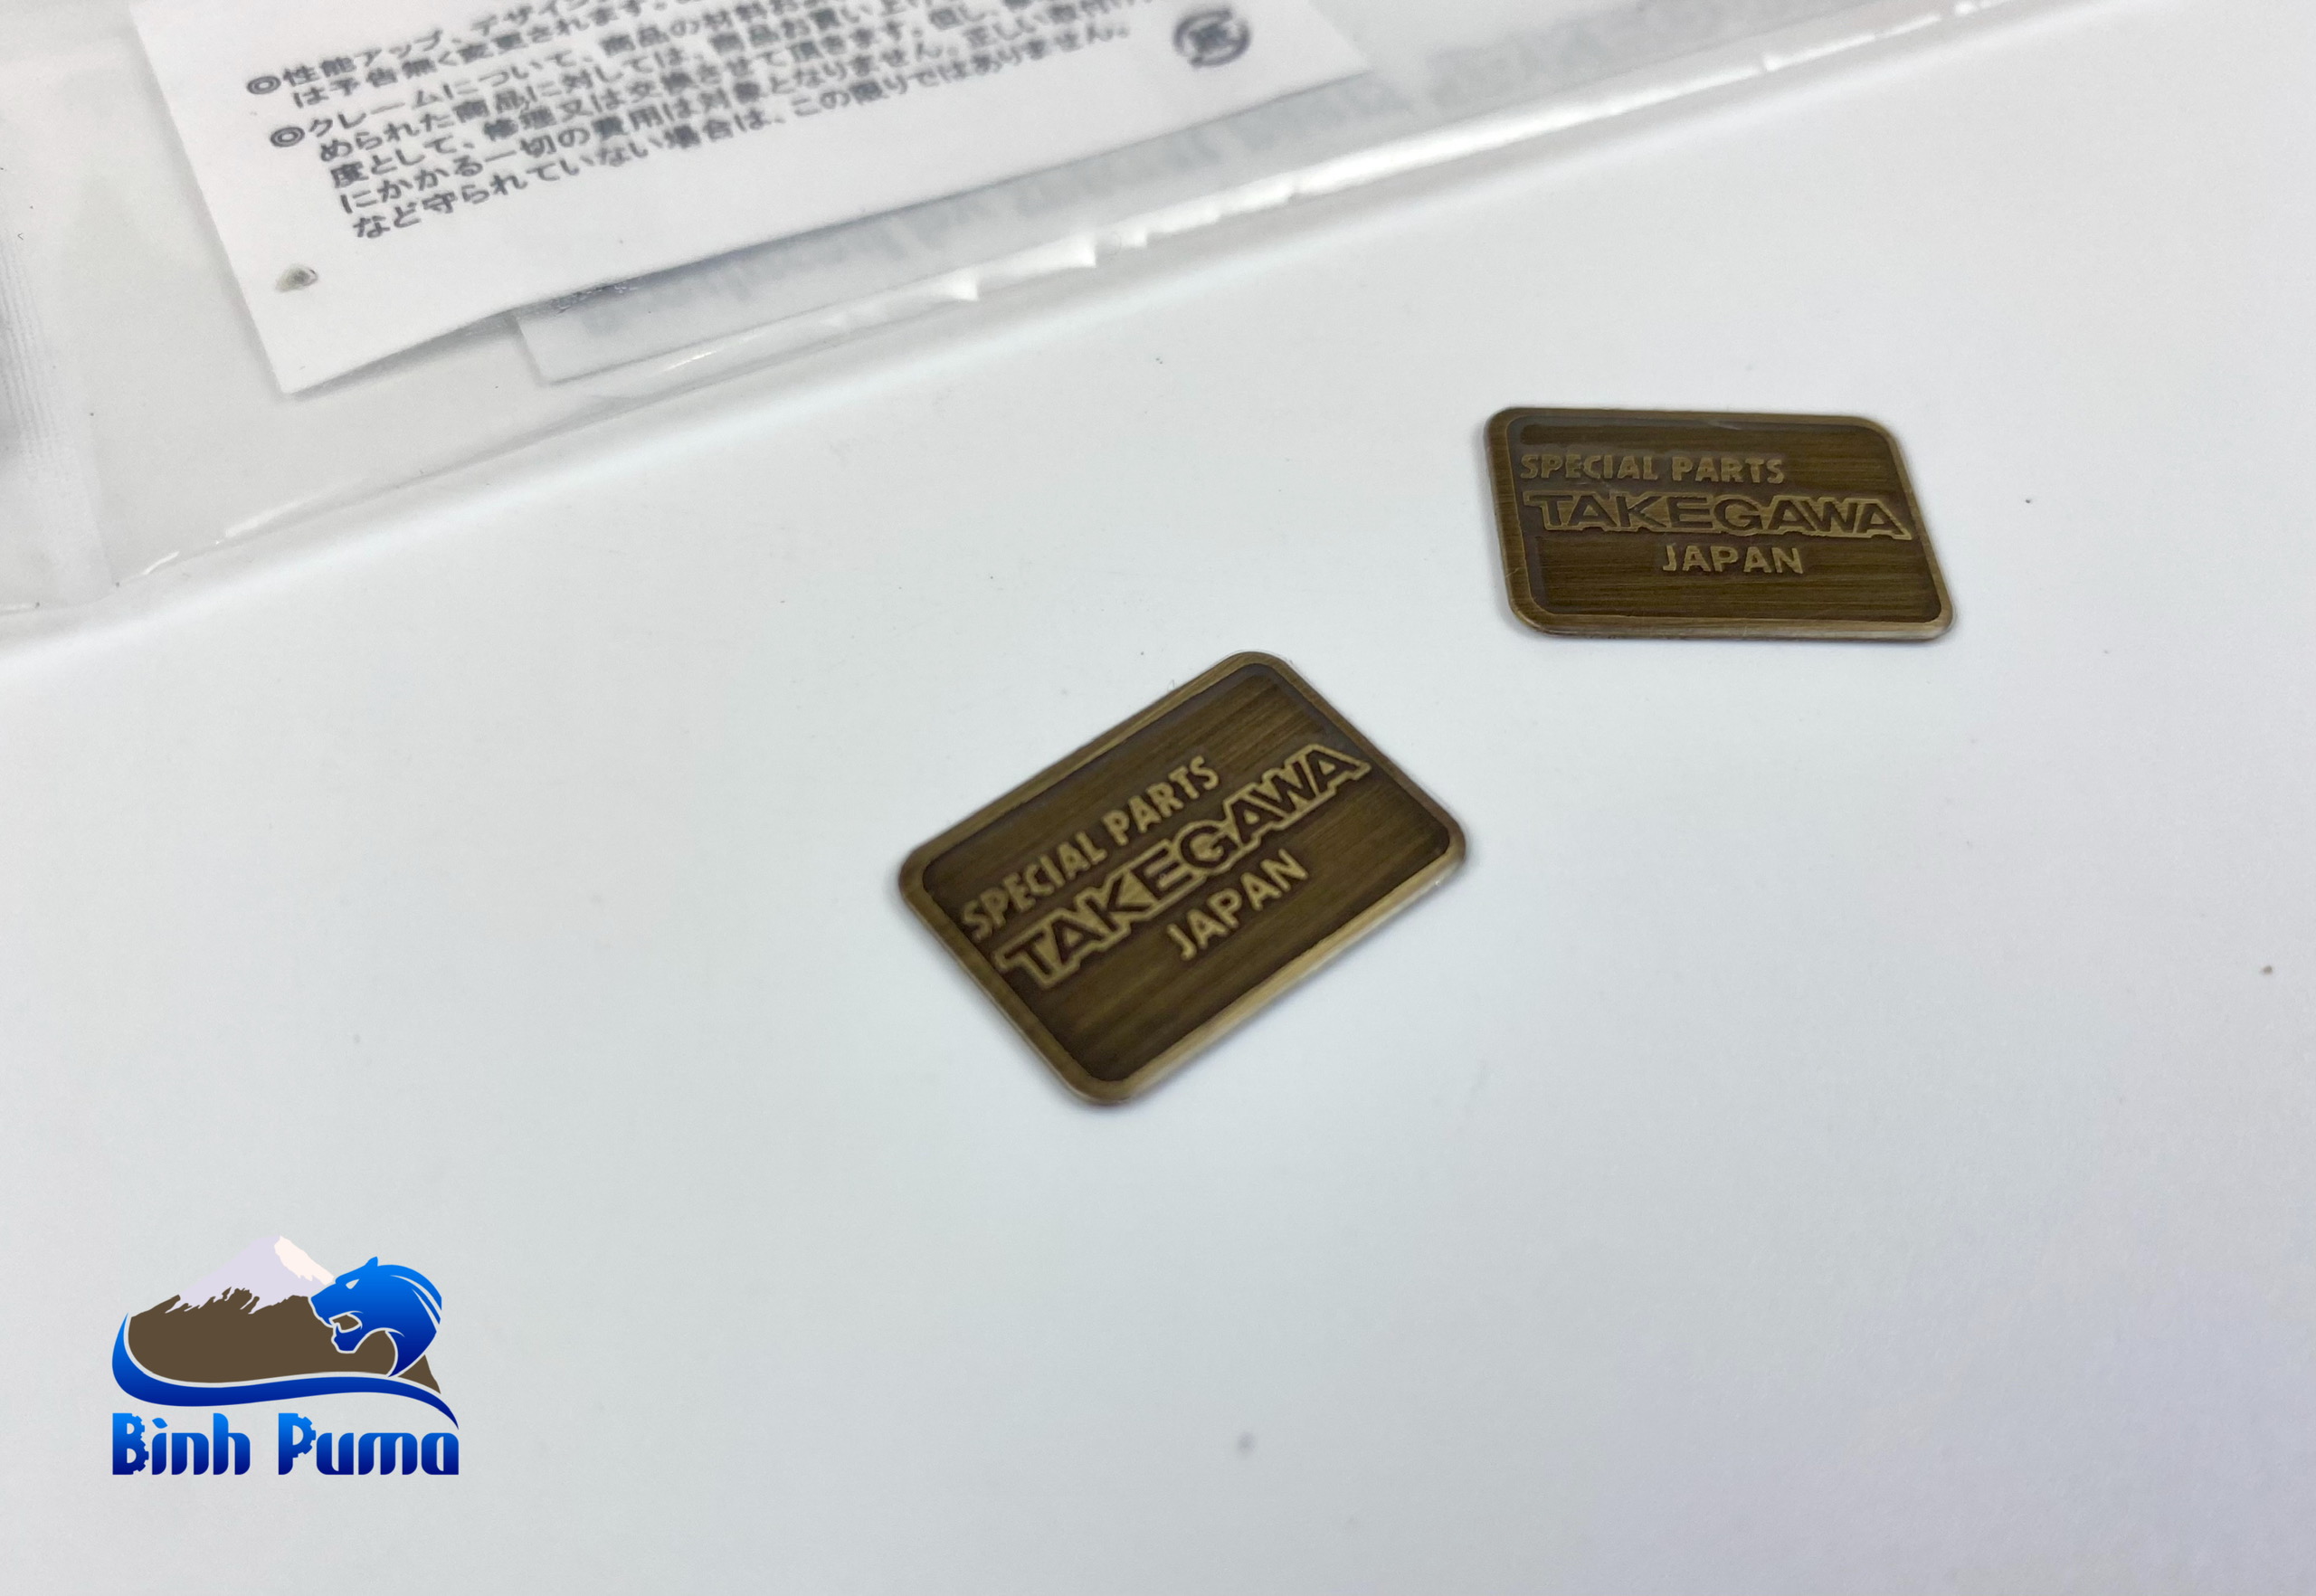 ◎性能アップ、デザイン
は予告無く変更されます。
◎クレームについて、商品の材料およ
められた商品に対しては、商品お買い上げ
度として、修理又は交換させて頂きます。但し、
にかかる一切の費用は対象となりません。正しい取付け
など守られていない場合は、この限りではありません。
SPECIAL PARTS
TAKEGAWA
JAPAN
SPECIAL PARTS
TAKEGAWA
JAPAN
Bình Puma